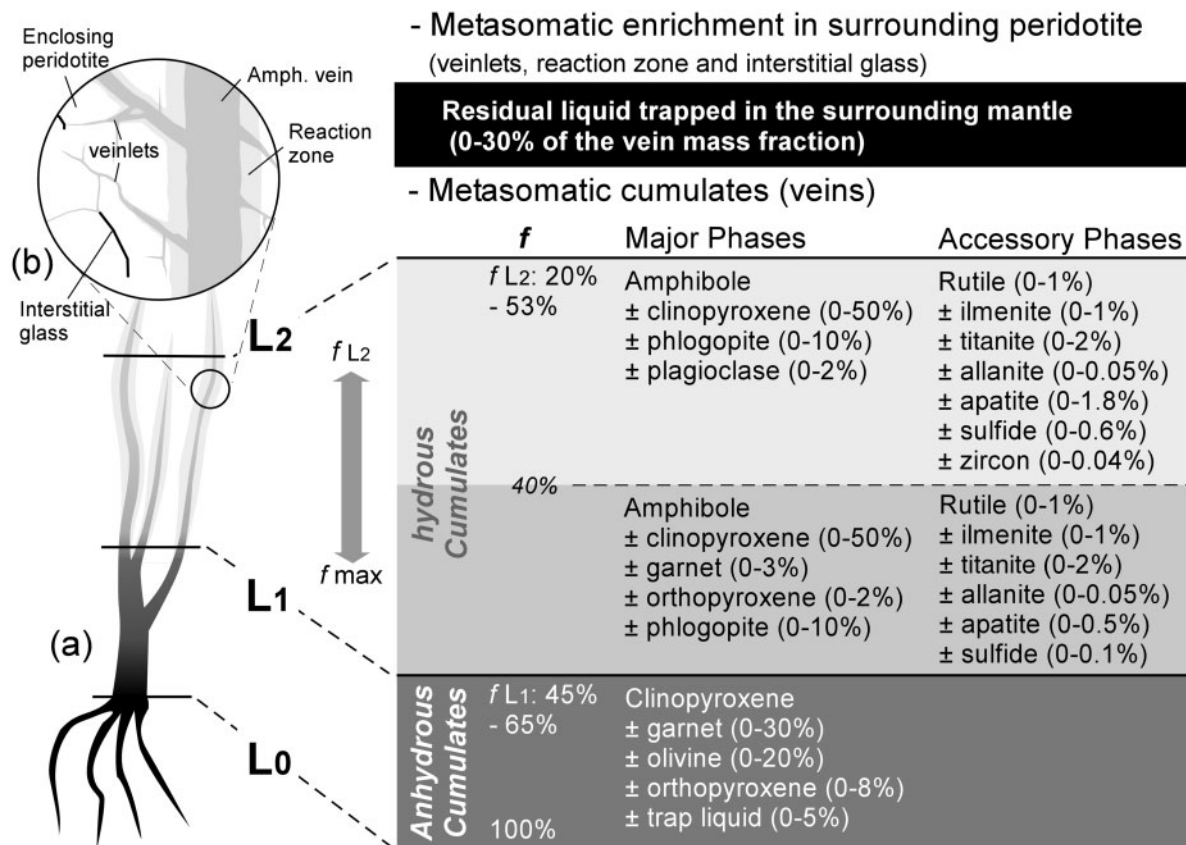 Enclosing
peridotite
Amph. vein
Reaction
zone
veinlets
(b)
Interstitial
glass
L2
f L2
f max
L1
(a)
L0
- Metasomatic enrichment in surrounding peridotite
(veinlets, reaction zone and interstitial glass)
Residual liquid trapped in the surrounding mantle
(0-30% of the vein mass fraction)
- Metasomatic cumulates (veins)
f Major Phases Accessory Phases
hydrous
Cumulates
f L2: 20%
- 53%
Amphibole
± clinopyroxene (0-50%)
± phlogopite (0-10%)
± plagioclase (0-2%)
Rutile (0-1%)
± ilmenite (0-1%)
± titanite (0-2%)
± allanite (0-0.05%)
± apatite (0-1.8%)
± sulfide (0-0.6%)
± zircon (0-0.04%)
40%
Amphibole
± clinopyroxene (0-50%)
± garnet (0-3%)
± orthopyroxene (0-2%)
± phlogopite (0-10%)
Rutile (0-1%)
± ilmenite (0-1%)
± titanite (0-2%)
± allanite (0-0.05%)
± apatite (0-0.5%)
± sulfide (0-0.1%)
Anhydrous
Cumulates
f L1: 45%
- 65%
100%
Clinopyroxene
± garnet (0-30%)
± olivine (0-20%)
± orthopyroxene (0-8%)
± trap liquid (0-5%)